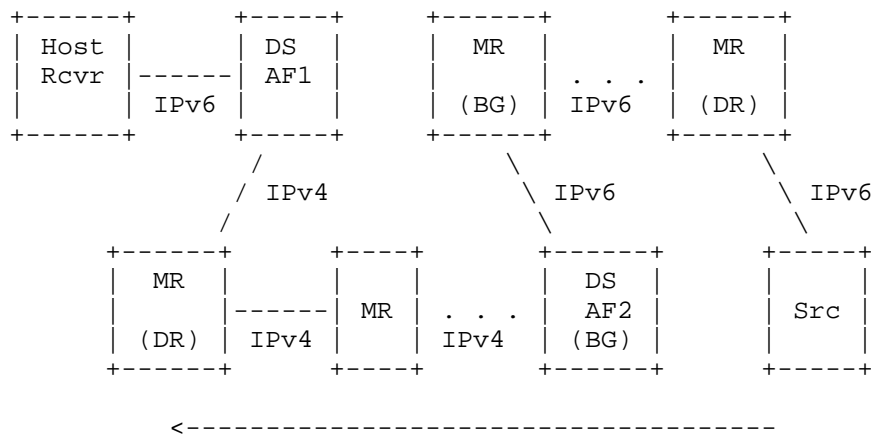 Host DS MR MR
Rcvr AF1 . . .
IPv6 (BG) IPv6 (DR)
IPv4 IPv6 IPv6
MR DS
MR . . . AF2 Src
(DR) IPv4 IPv4 (BG)